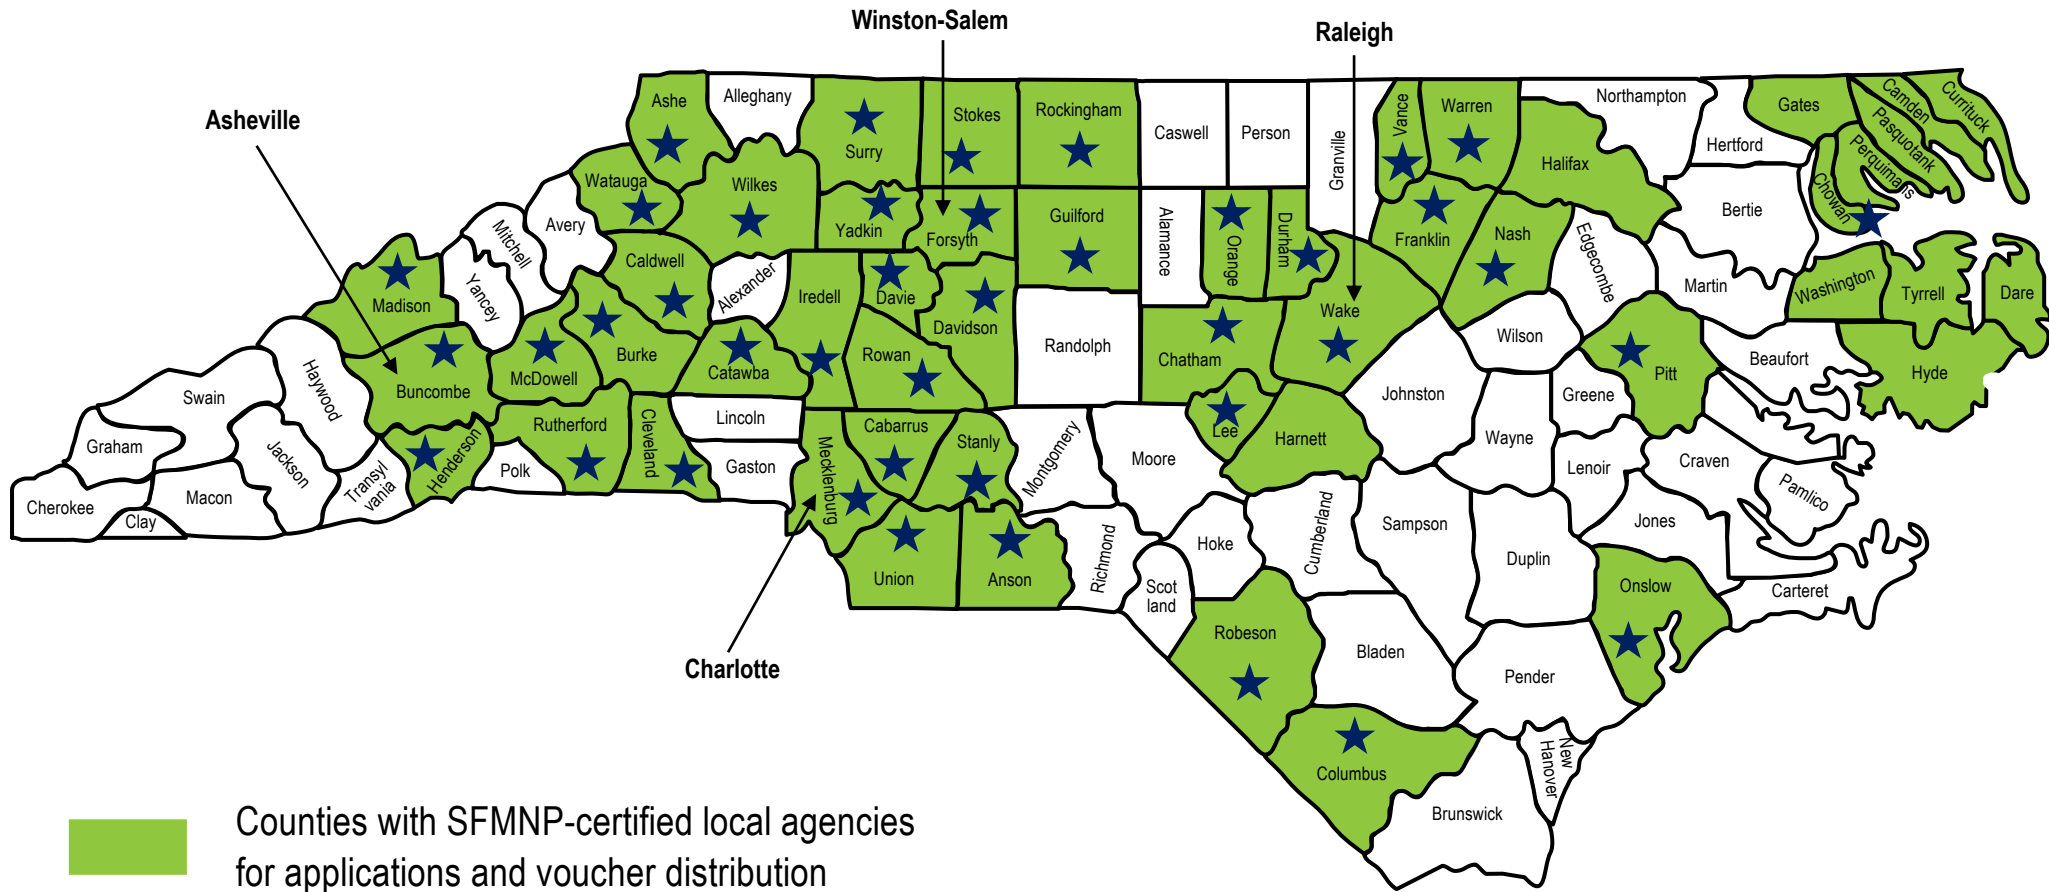 Winston-Salem
Raleigh
Asheville
Ashe
Alleghany
Surry
Stokes
Rockingham
Caswell
Person
Granville
Vance
Warren
Northampton
Hertford
Gates
Camden
Currituck
Pasquotank
Perquimans
Chowan
Halifax
Bertie
Watauga
Wilkes
Yadkin
Forsyth
Guilford
Alamance
Orange
Durham
Franklin
Nash
Edgecombe
Martin
Washington
Tyrrell
Dare
Avery
Mitchell
Yancey
Madison
Caldwell
Alexander
Iredell
Davie
Davidson
Randolph
Chatham
Wake
Wilson
Pitt
Beaufort
Hyde
Buncombe
McDowell
Burke
Catawba
Rowan
Swain
Haywood
Graham
Jackson
Cherokee
Clay
Macon
Transyl
vania
Henderson
Polk
Rutherford
Cleveland
Lincoln
Gaston
Mecklenburg
Cabarrus
Stanly
Montgomery
Moore
Lee
Harnett
Johnston
Greene
Wayne
Lenoir
Craven
Pamlico
Jones
Carteret
Onslow
Duplin
Sampson
Cumberland
Hoke
Scot
land
Richmond
Anson
Union
Charlotte
Robeson
Bladen
Pender
New
Hanover
Columbus
Brunswick
Counties with SFMNP-certified local agencies
for applications and voucher distribution